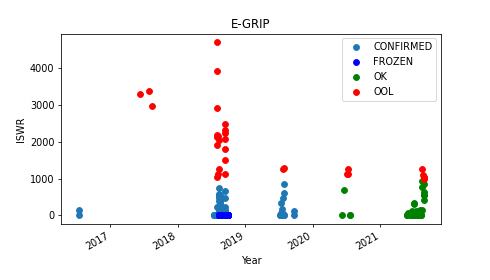 E-GRIP
CONFIRMED
FROZEN
OK
OOL
ISWR
4000
3000
2000
1000
0
2017
2018
2019
2020
2021
Year